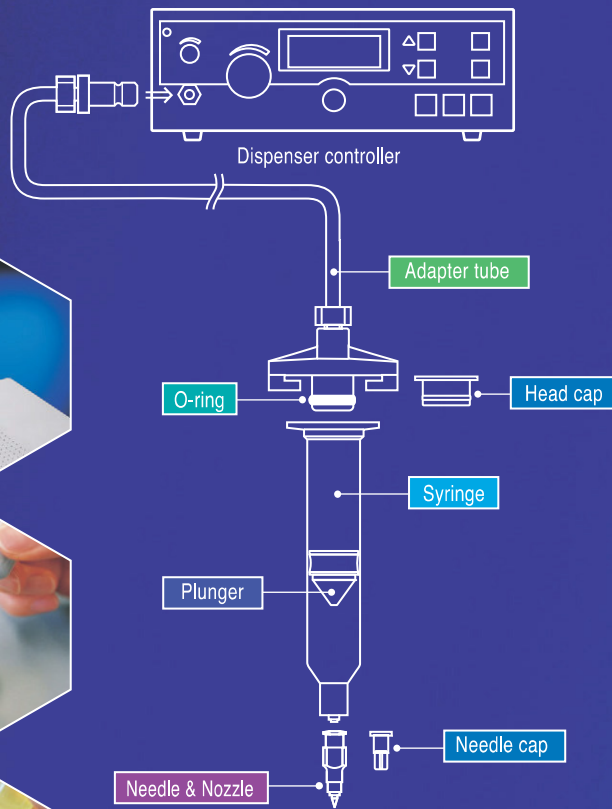 Dispenser controller
Adapter tube
O-ring
Head cap
Syringe
Plunger
Needle cap
Needle & Nozzle